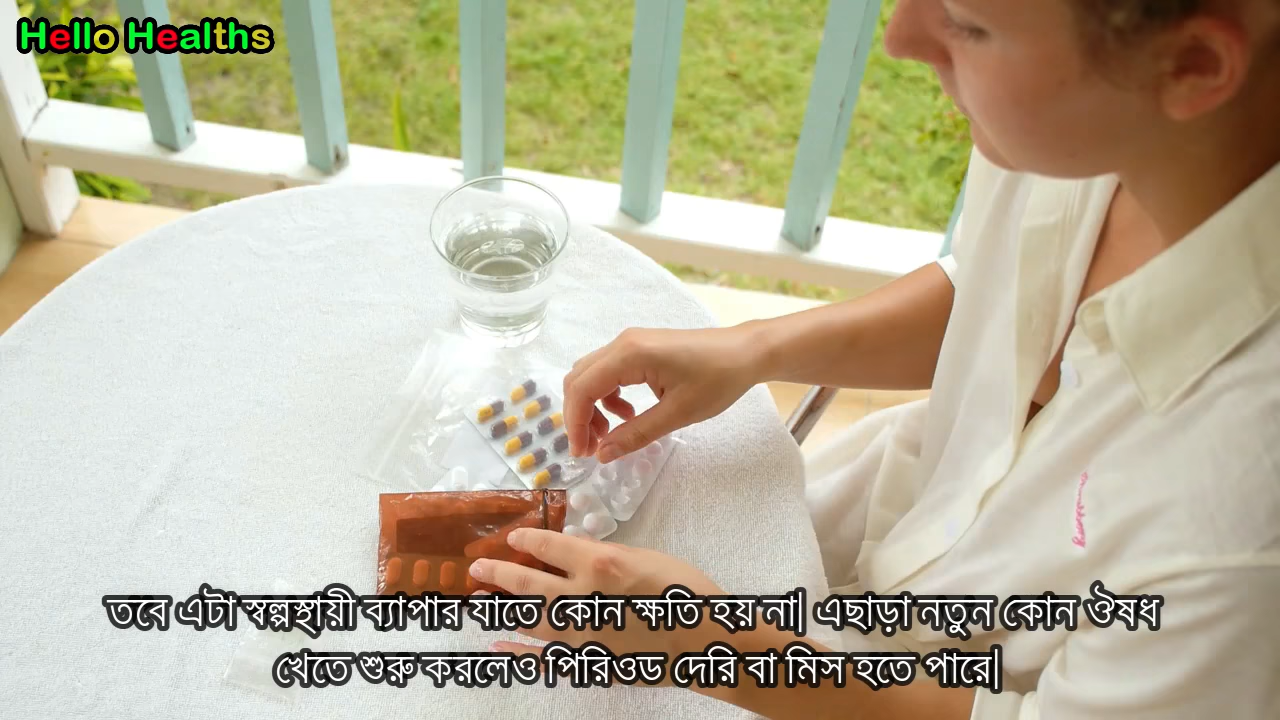 Hello Healths
তবে এটা স্বল্পস্থায়ী ব্যাপার যাতে কোন ক্ষতি হয় না| এছাড়া নতুন কোন ঔষধ
খেতে শুরু করলেও পিরিওড দেরি বা মিস হতে পারে|